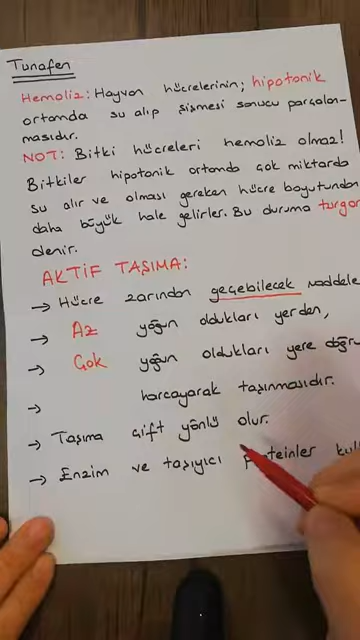 Tunafen
Hemoliz: Hayvan hücrelerinin; hipotonik
ortamda su alıp şişmesi sonucu parçalan-
masıdır.
NOT: Bitki hücreleri hemoliz olmaz!
Bitkiler hipotonik ortamda çok miktarda
su alır ve olması gereken hücre boyutundan
daha büyük hale gelirler. Bu duruma turgor
denir.
AKTİF TAŞIMA:
→ Hücre zarından geçebilecek maddele
→ Az yoğun oldukları yerden,
→ Çok yoğun oldukları yere doğru
→ harcayarak taşınmasıdır.
→ Taşıma çift yönlü olur.
→ Enzim ve taşıyıcı proteinler kull